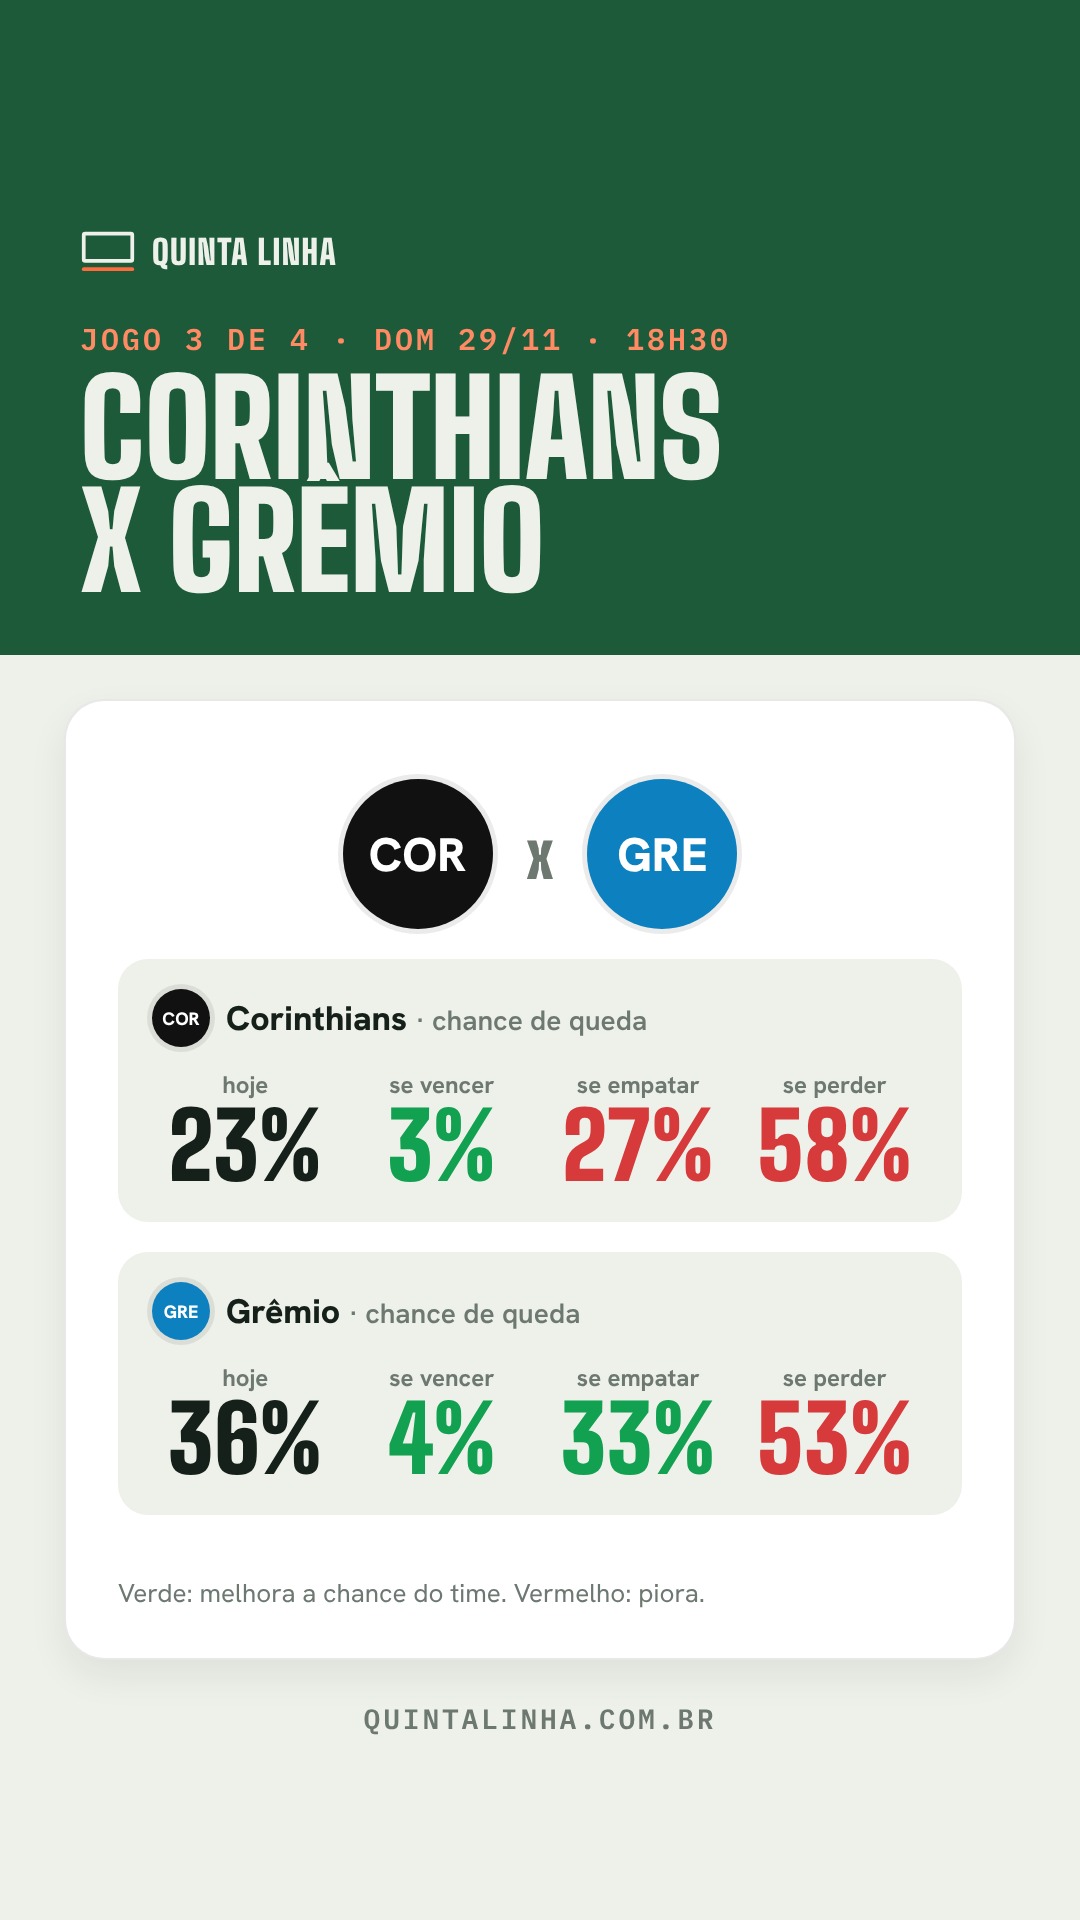 QUINTA LINHA
JOGO 3 DE 4 · DOM 29/11 · 18H30
CORINTHIANS
X GRÊMIO
COR X GRE
COR Corinthians · chance de queda
hoje se vencer se empatar se perder
23% 3% 27% 58%
GRE Grêmio · chance de queda
hoje se vencer se empatar se perder
36% 4% 33% 53%
Verde: melhora a chance do time. Vermelho: piora.
QUINTALINHA.COM.BR